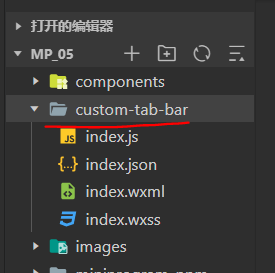 打开的编辑器
MP_05
components
custom-tab-bar
index.js
index.json
index.wxml
index.wxss
images